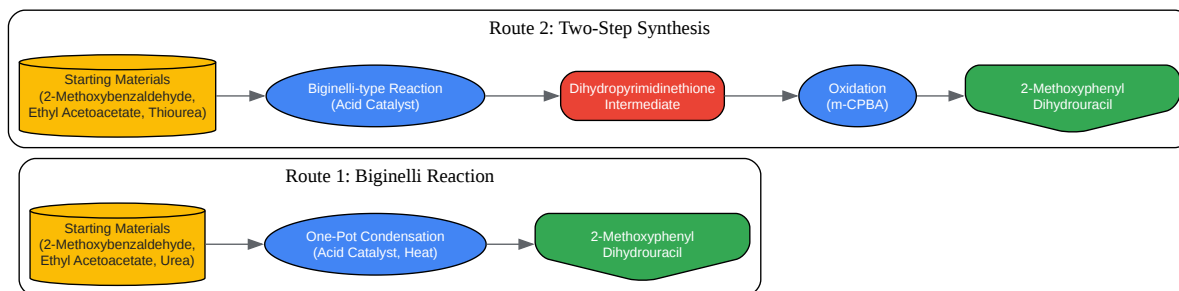 Route 2: Two-Step Synthesis
Starting Materials
(2-Methoxybenzaldehyde,
Ethyl Acetoacetate, Thiourea)
Biginelli-type Reaction
(Acid Catalyst)
Dihydropyrimidinethione
Intermediate
Oxidation
(m-CPBA)
2-Methoxyphenyl
Dihydrouracil
Route 1: Biginelli Reaction
Starting Materials
(2-Methoxybenzaldehyde,
Ethyl Acetoacetate, Urea)
One-Pot Condensation
(Acid Catalyst, Heat)
2-Methoxyphenyl
Dihydrouracil